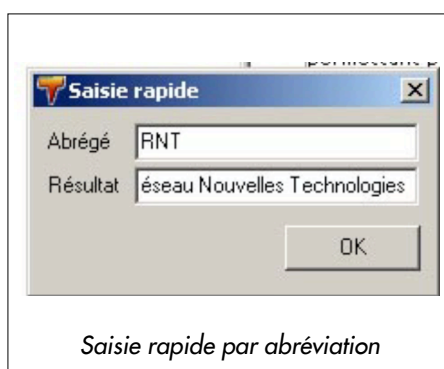 Saisie rapide
Abrégé RNT
Résultat éseau Nouvelles Technologies
OK
Saisie rapide par abréviation